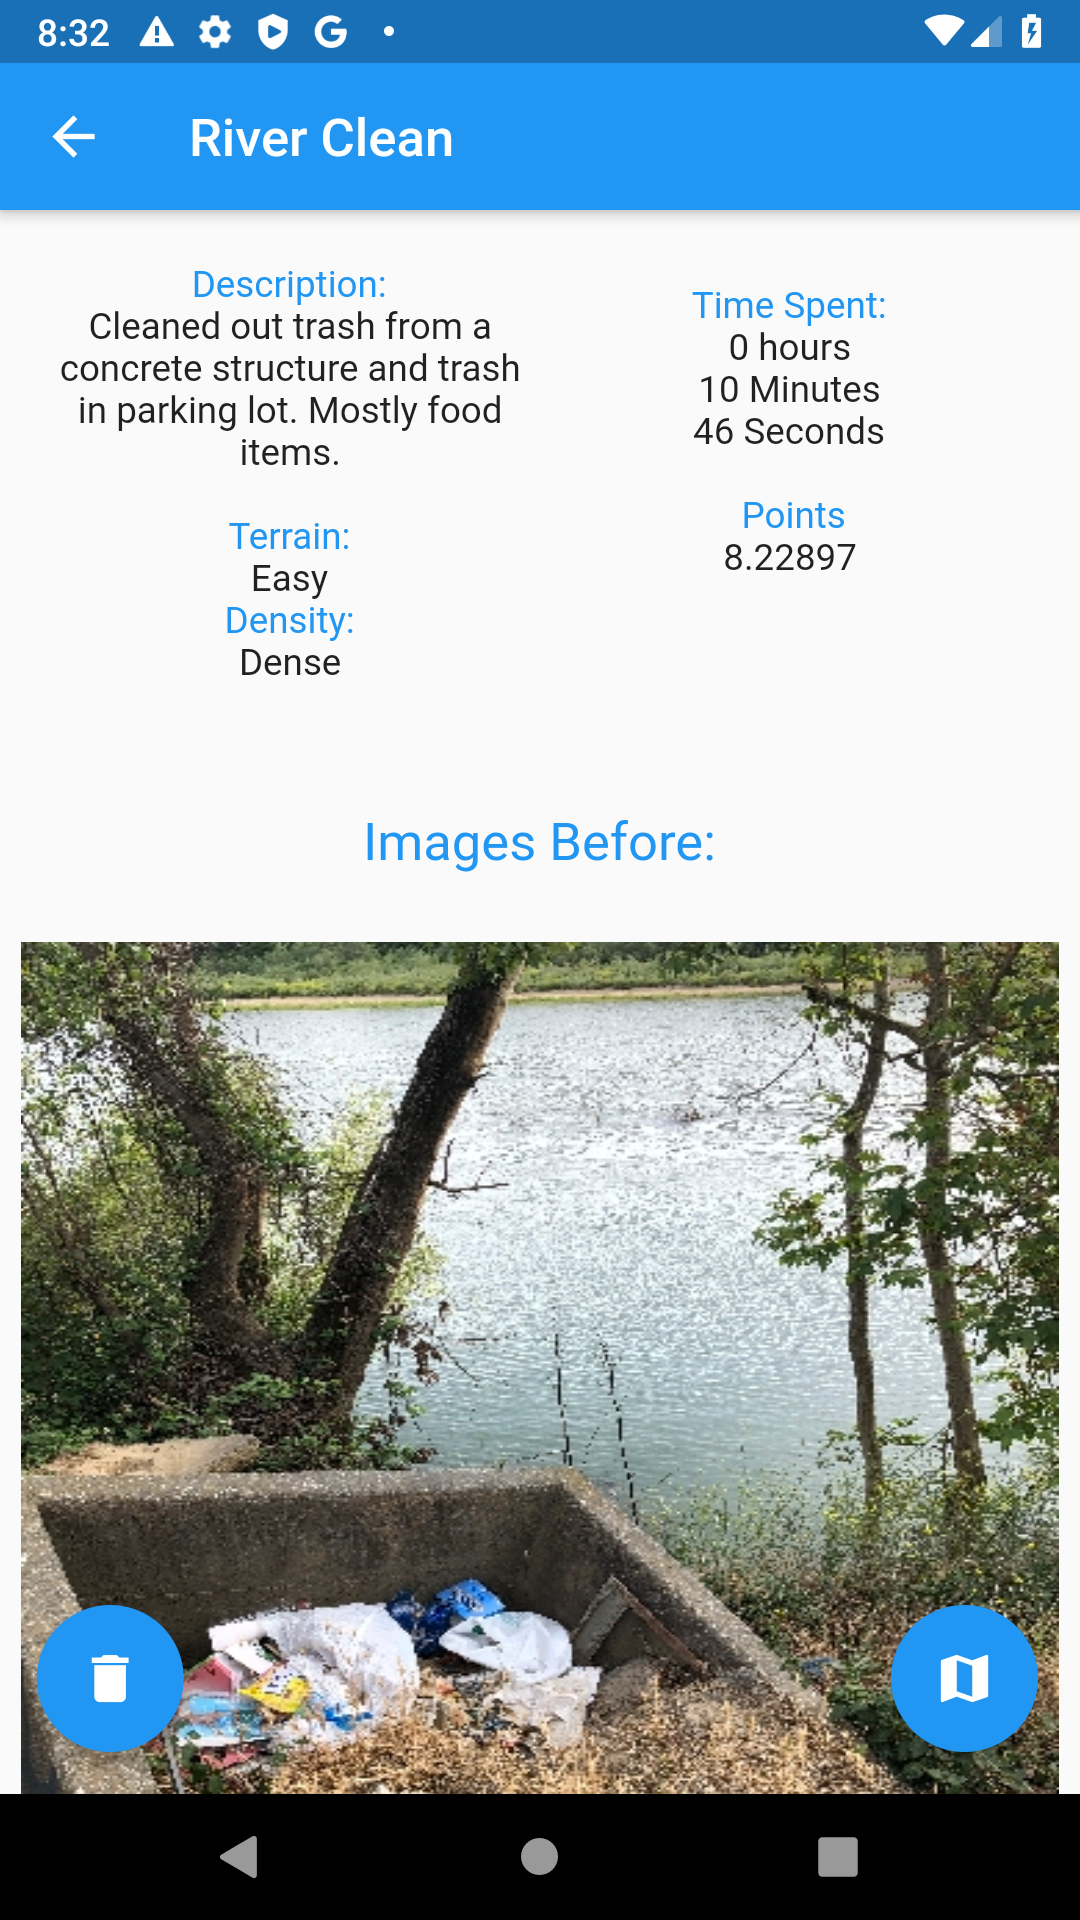 8:32
River Clean
Description:
Cleaned out trash from a
concrete structure and trash
in parking lot. Mostly food
items.
Terrain:
Easy
Density:
Dense
Time Spent:
0 hours
10 Minutes
46 Seconds
Points
8.22897
Images Before: